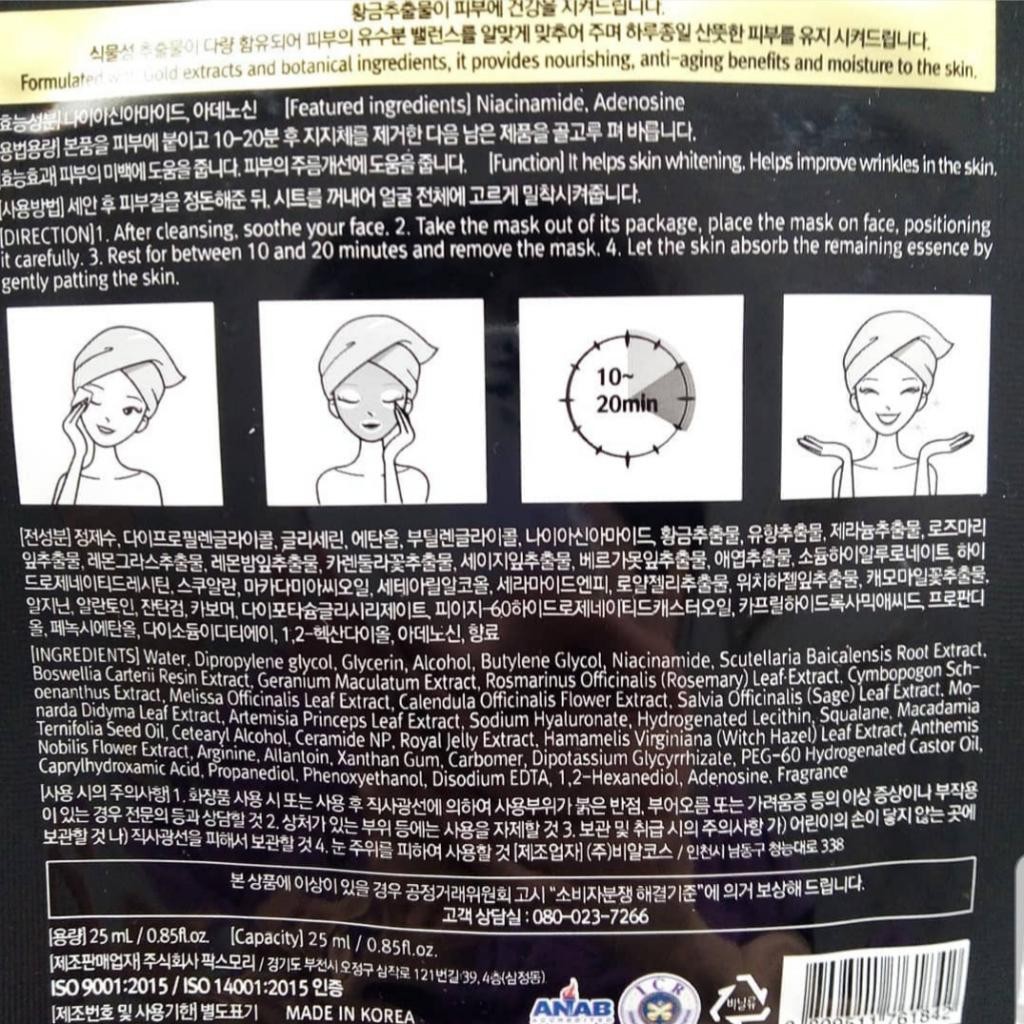 황금추출물이 피부에 건강을 지켜드립니다.
식물성 추출물이 다량 함유되어 피부의 유수분 밸런스를 알맞게 맞추어 주며 하루종일 산뜻한 피부를 유지 시켜드립니다.
Formulated with Gold extracts and botanical ingredients, it provides nourishing, anti-aging benefits and moisture to the skin.
효능성분] 나이아신아마이드, 아데노신 [Featured ingredients] Niacinamide, Adenosine
용법용량] 본품을 피부에 붙이고 10-20분 후 지지체를 제거한 다음 남은 제품을 골고루 펴 바릅니다.
효능효과] 피부의 미백에 도움을 줍니다. 피부의 주름개선에 도움을 줍니다. [Function] It helps skin whitening, Helps improve wrinkles in the skin.
[사용방법] 세안 후 피부결을 정돈해준 뒤, 시트를 꺼내어 얼굴 전체에 고르게 밀착시켜줍니다.
[DIRECTION] 1. After cleansing, soothe your face. 2. Take the mask out of its package, place the mask on face, positioning
it carefully. 3. Rest for between 10 and 20 minutes and remove the mask. 4. Let the skin absorb the remaining essence by
gently patting the skin.
10~
20min
[전성분] 정제수, 다이프로필렌글라이콜, 글리세린, 에탄올, 부틸렌글라이콜, 나이아신아마이드, 황금추출물, 유향추출물, 제라늄추출물, 로즈마리
잎추출물, 레몬그라스추출물, 레몬밤잎추출물, 카렌둘라꽃추출물, 세이지잎추출물, 베르가못잎추출물, 애엽추출물, 소듐하이알루로네이트, 하이
드로제네이티드레시틴, 스쿠알란, 마카다미아씨오일, 세테아릴알코올, 세라마이드엔피, 로얄젤리추출물, 위치하젤잎추출물, 캐모마일꽃추출물,
알지닌, 알란토인, 잔탄검, 카보머, 다이포타슘글리시리제이트, 피이지-60하이드로제네이티드캐스터오일, 카프릴하이드록사믹애씨드, 프로판디
올, 페녹시에탄올, 다이소듐이디티에이, 1,2-헥산다이올, 아데노신, 향료
[INGREDIENTS] Water, Dipropylene glycol, Glycerin, Alcohol, Butylene Glycol, Niacinamide, Scutellaria Baicalensis Root Extract,
Boswellia Carterii Resin Extract, Geranium Maculatum Extract, Rosmarinus Officinalis (Rosemary) Leaf Extract, Cymbopogon Sch-
oenanthus Extract, Melissa Officinalis Leaf Extract, Calendula Officinalis Flower Extract, Salvia Officinalis (Sage) Leaf Extract, Mo-
narda Didyma Leaf Extract, Artemisia Princeps Leaf Extract, Sodium Hyaluronate, Hydrogenated Lecithin, Squalane, Macadamia
Ternifolia Seed Oil, Cetearyl Alcohol, Ceramide NP, Royal Jelly Extract, Hamamelis Virginiana (Witch Hazel) Leaf Extract, Anthemis
Nobilis Flower Extract, Arginine, Allantoin, Xanthan Gum, Carbomer, Dipotassium Glycyrrhizate, PEG-60 Hydrogenated Castor Oil,
Caprylhydroxamic Acid, Propanediol, Phenoxyethanol, Disodium EDTA, 1,2-Hexanediol, Adenosine, Fragrance
[사용 시의 주의사항] 1. 화장품 사용 시 또는 사용 후 직사광선에 의하여 사용부위가 붉은 반점, 부어오름 또는 가려움증 등의 이상 증상이나 부작용
이 있는 경우 전문의 등과 상담할 것 2. 상처가 있는 부위 등에는 사용을 자제할 것 3. 보관 및 취급 시의 주의사항 가) 어린이의 손이 닿지 않는 곳에
보관할 것 나) 직사광선을 피해서 보관할 것 4. 눈 주위를 피하여 사용할 것 [제조업자] (주)비알코스 / 인천시 남동구 청능대로 338
본 상품에 이상이 있을 경우 공정거래위원회 고시 "소비자분쟁 해결기준"에 의거 보상해 드립니다.
고객 상담실 : 080-023-7266
[용량] 25 mL / 0.85fl.oz. [Capacity] 25 ml / 0.85fl.oz.
[제조판매업자] 주식회사 팍스모리 / 경기도 부천시 오정구 삼작로 121번길 39, 4층(삼정동)
ISO 9001:2015 / ISO 14001:2015 인증
[제조번호 및 사용기한] 별도표기 MADE IN KOREA
ANAB
ICR
비닐류